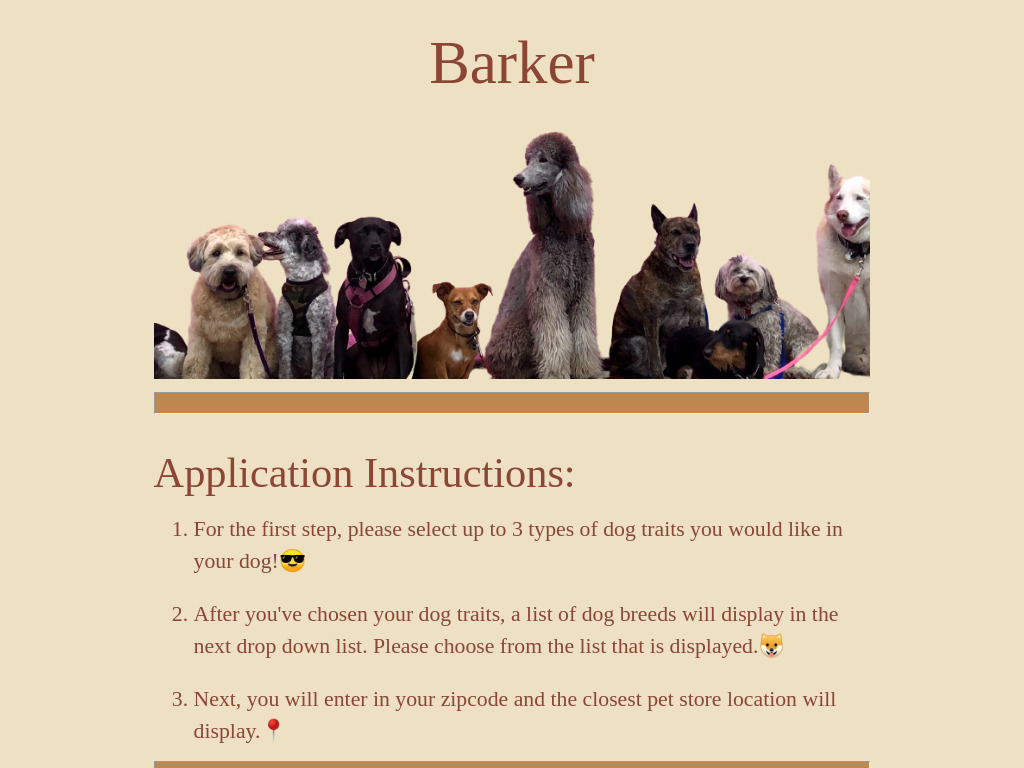 Barker
Application Instructions:
1. For the first step, please select up to 3 types of dog traits you would like in
your dog!😎
2. After you've chosen your dog traits, a list of dog breeds will display in the
next drop down list. Please choose from the list that is displayed.🐶
3. Next, you will enter in your zipcode and the closest pet store location will
display.📍